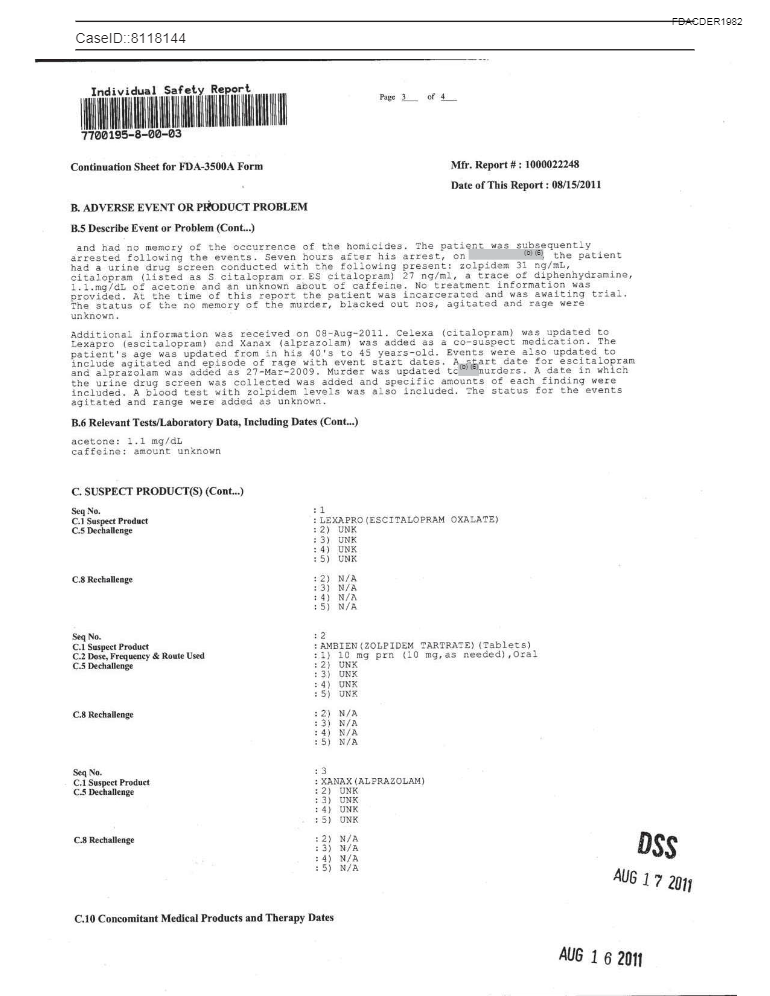 FDACDER1982
CaseID::8118144
Individual Safety Report
7700195-8-00-03
Page 3 of 4
Continuation Sheet for FDA-3500A Form
Mfr. Report # : 1000022248
Date of This Report : 08/15/2011
B. ADVERSE EVENT OR PRODUCT PROBLEM
B.5 Describe Event or Problem (Cont...)
and had no memory of the occurrence of the homicides. The patient was subsequently
arrested following the events. Seven hours after his arrest, on (b) (6) the patient
had a urine drug screen conducted with the following present: zolpidem 31 ng/mL,
citalopram (listed as S citalopram or ES citalopram) 27 ng/ml, a trace of diphenhydramine,
1.1.mg/dL of acetone and an unknown about of caffeine. No treatment information was
provided. At the time of this report the patient was incarcerated and was awaiting trial.
The status of the no memory of the murder, blacked out nos, agitated and rage were
unknown.
Additional information was received on 08-Aug-2011. Celexa (citalopram) was updated to
Lexapro (escitalopram) and Xanax (alprazolam) was added as a co-suspect medication. The
patient's age was updated from in his 40's to 45 years-old. Events were also updated to
include agitated and episode of rage with event start dates. A start date for escitalopram
and alprazolam was added as 27-Mar-2009. Murder was updated to (b) (6) murders. A date in which
the urine drug screen was collected was added and specific amounts of each finding were
included. A blood test with zolpidem levels was also included. The status for the events
agitated and range were added as unknown.
B.6 Relevant Tests/Laboratory Data, Including Dates (Cont...)
acetone: 1.1 mg/dL
caffeine: amount unknown
C. SUSPECT PRODUCT(S) (Cont...)
Seq No. : 1
C.1 Suspect Product : LEXAPRO(ESCITALOPRAM OXALATE)
C.5 Dechallenge : 2) UNK
: 3) UNK
: 4) UNK
: 5) UNK
C.8 Rechallenge : 2) N/A
: 3) N/A
: 4) N/A
: 5) N/A
Seq No. : 2
C.1 Suspect Product : AMBIEN(ZOLPIDEM TARTRATE)(Tablets)
C.2 Dose, Frequency & Route Used : 1) 10 mg prn (10 mg,as needed),Oral
C.5 Dechallenge : 2) UNK
: 3) UNK
: 4) UNK
: 5) UNK
C.8 Rechallenge : 2) N/A
: 3) N/A
: 4) N/A
: 5) N/A
Seq No. : 3
C.1 Suspect Product : XANAX(ALPRAZOLAM)
C.5 Dechallenge : 2) UNK
: 3) UNK
: 4) UNK
: 5) UNK
C.8 Rechallenge : 2) N/A
: 3) N/A
: 4) N/A
: 5) N/A
DSS
AUG 17 2011
C.10 Concomitant Medical Products and Therapy Dates
AUG 16 2011